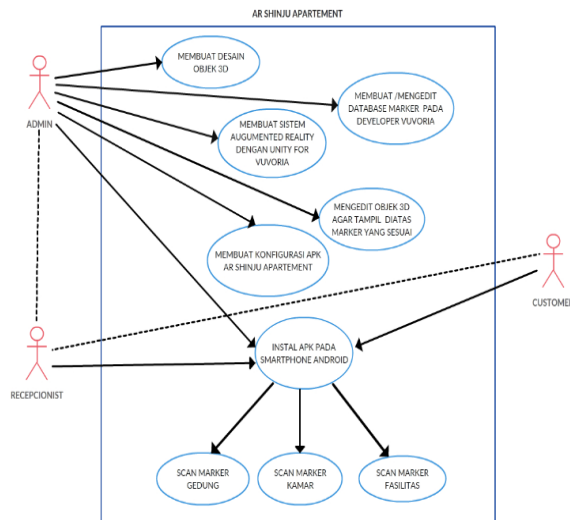 AR SHINJU APARTEMENT
MEMBUAT DESAIN
OBJEK 3D
ADMIN
MEMBUAT /MENGEDIT
DATABASE MARKER PADA
DEVELOPER VUVORIA
MEMBUAT SISTEM
AUGUMENTED REALITY
DENGAN UNITY FOR
VUVORIA
MENGEDIT OBJEK 3D
AGAR TAMPIL DIATAS
MARKER YANG SESUAI
MEMBUAT KONFIGURASI APK
AR SHINJU APARTEMENT
CUSTOME
INSTAL APK PADA
SMARTPHONE ANDROID
RECEPCIONIST
SCAN MARKER
GEDUNG
SCAN MARKER
KAMAR
SCAN MARKER
FASILITAS